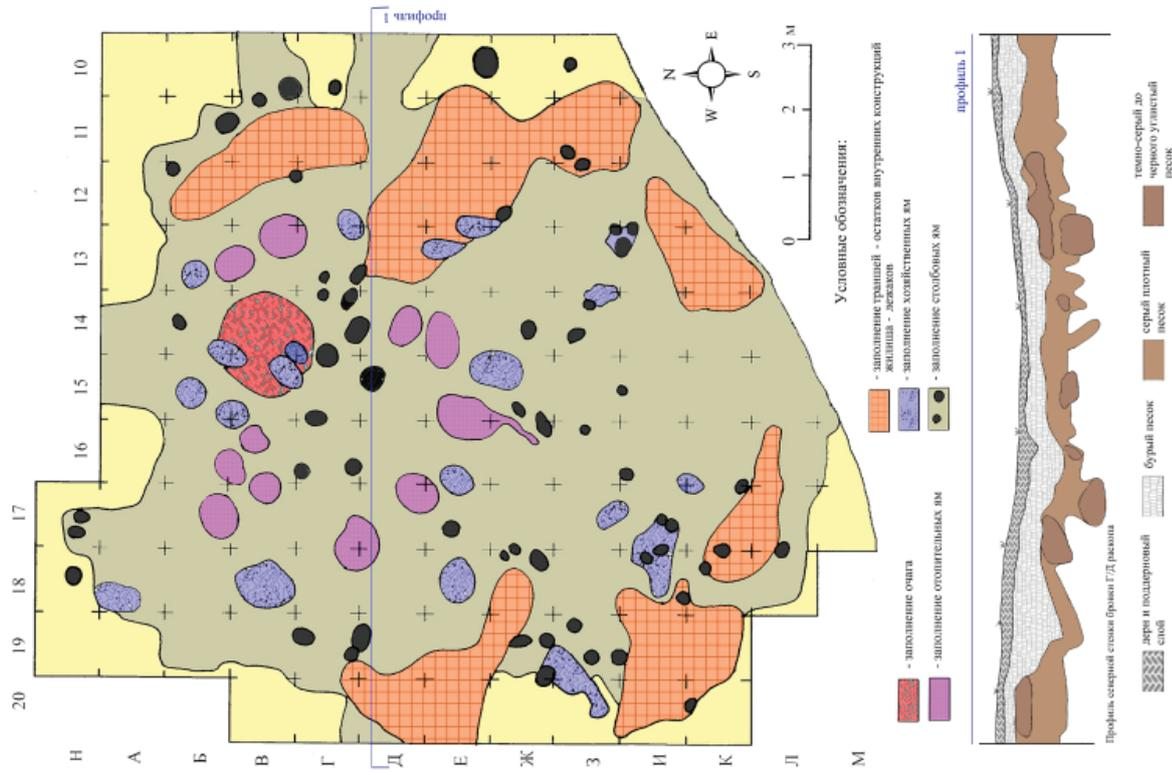 10
11
12
13
14
15
16
17
18
19
20
Н
А
Б
В
Г
Д
Е
Ж
З
И
К
Л
М
профиль 1
N
E
S
W
0 1 2 3 м
Условные обозначения:
- заполнение очага
- заполнение отопительных ям
- заполнение траншей - остатков внутренних конструкций
жилища - лежаков
- заполнение хозяйственных ям
- заполнение столбовых ям
профиль 1
Профиль северной стенки бровки Г/Д раскопа
дерн и поддерновый
слой
бурый песок
серый плотный
песок
темно-серый до
черного углистый
песок